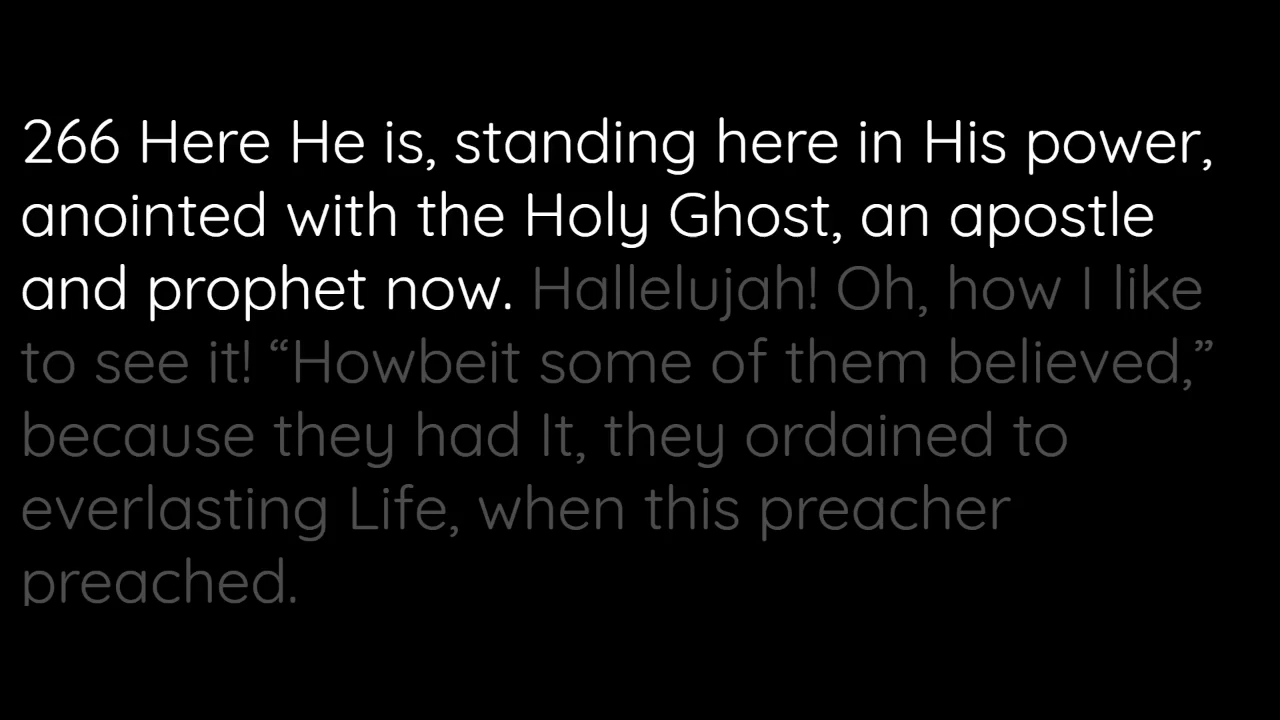 266 Here He is, standing here in His power,
anointed with the Holy Ghost, an apostle
and prophet now. Hallelujah! Oh, how I like
to see it! “Howbeit some of them believed,”
because they had It, they ordained to
everlasting Life, when this preacher
preached.